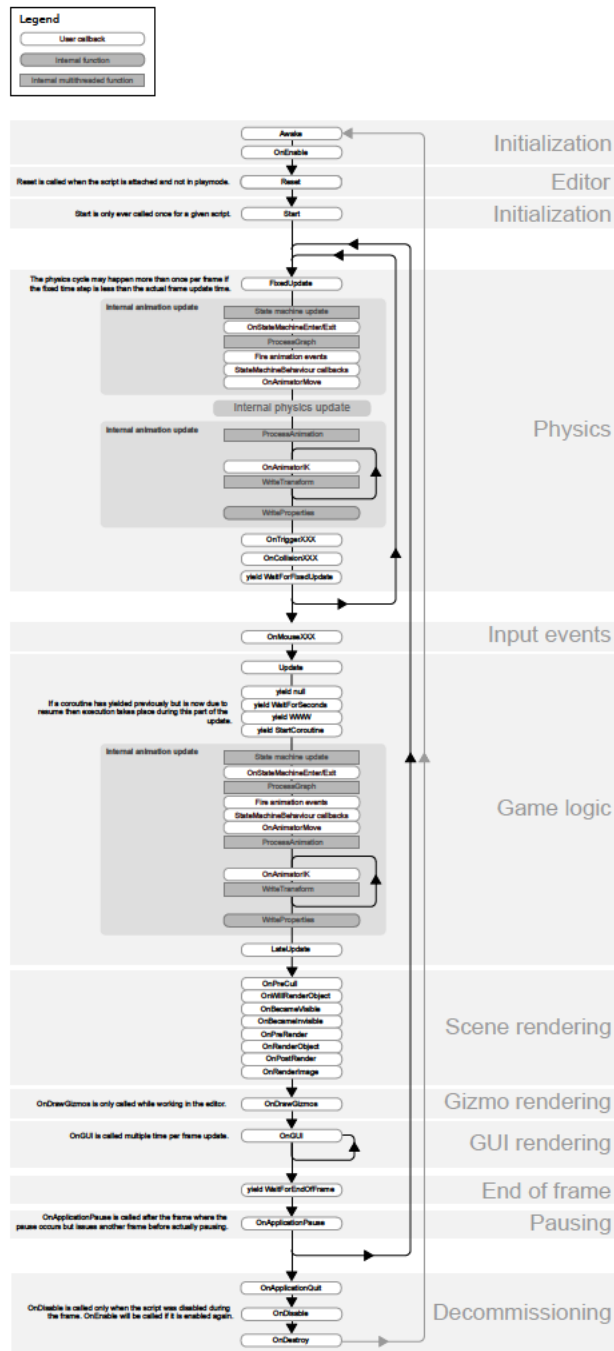 Legend
User callback
Internal function
Internal multithreaded function
Awake
Initialization
OnEnable
Reset is called when the script is attached and not in playmode.
Reset
Editor
Start is only ever called once for a given script.
Start
Initialization
The physics cycle may happen more than once per frame if
the fixed time step is less than the actual frame update time.
FixedUpdate
Internal animation update
State machine update
OnStateMachineEnter/Exit
ProcessGraph
Fire animation events
StateMachineBehaviour callbacks
OnAnimatorMove
Internal physics update
Physics
Internal animation update
ProcessAnimation
OnAnimatorIK
WriteTransform
WriteProperties
OnTriggerXXX
OnCollisionXXX
yield WaitForFixedUpdate
OnMouseXXX
Input events
Update
If a coroutine has yielded previously but is now due to
resume then execution takes place during this part of the
update.
yield null
yield WaitForSeconds
yield WWW
yield StartCoroutine
Internal animation update
State machine update
OnStateMachineEnter/Exit
ProcessGraph
Fire animation events
StateMachineBehaviour callbacks
OnAnimatorMove
ProcessAnimation
Game logic
OnAnimatorIK
WriteTransform
WriteProperties
LateUpdate
OnPreCull
OnWillRenderObject
OnBecameVisible
OnBecameInvisible
OnPreRender
OnRenderObject
OnPostRender
OnRenderImage
Scene rendering
OnDrawGizmos is only called while working in the editor.
OnDrawGizmos
Gizmo rendering
OnGUI is called multiple time per frame update.
OnGUI
GUI rendering
yield WaitForEndOfFrame
End of frame
OnApplicationPause is called after the frame where the
pause occurs but issues another frame before actually pausing.
OnApplicationPause
Pausing
OnApplicationQuit
OnDisable is called only when the script was disabled during
the frame. OnEnable will be called if it is enabled again.
OnDisable
Decommissioning
OnDestroy